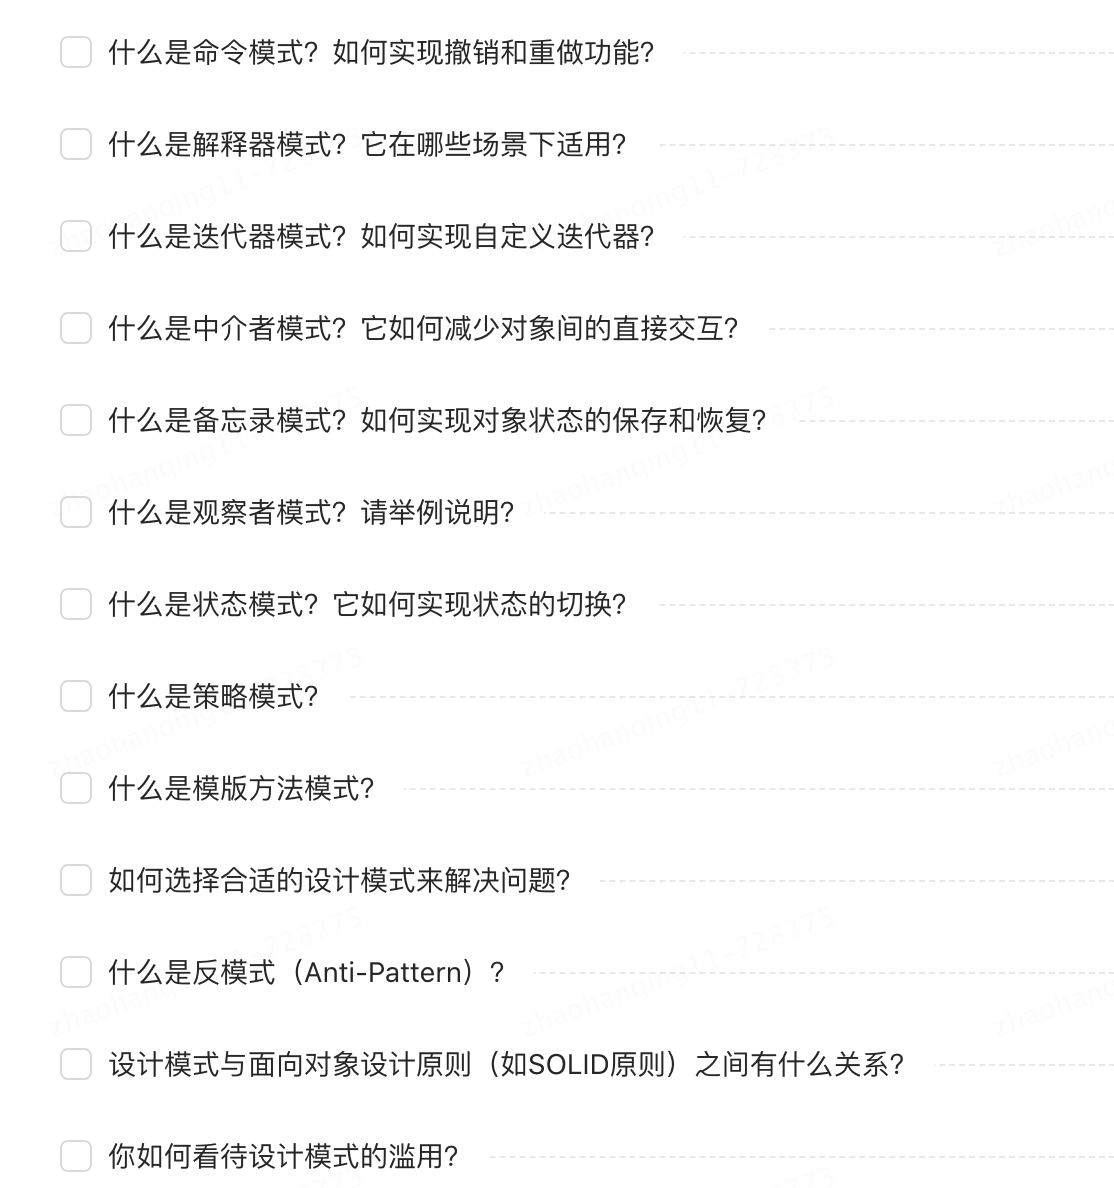 什么是命令模式？如何实现撤销和重做功能？
什么是解释器模式？它在哪些场景下适用？
什么是迭代器模式？如何实现自定义迭代器？
什么是中介者模式？它如何减少对象间的直接交互？
什么是备忘录模式？如何实现对象状态的保存和恢复？
什么是观察者模式？请举例说明？
什么是状态模式？它如何实现状态的切换？
什么是策略模式？
什么是模版方法模式？
如何选择合适的设计模式来解决问题？
什么是反模式（Anti-Pattern）？
设计模式与面向对象设计原则（如SOLID原则）之间有什么关系？
你如何看待设计模式的滥用？